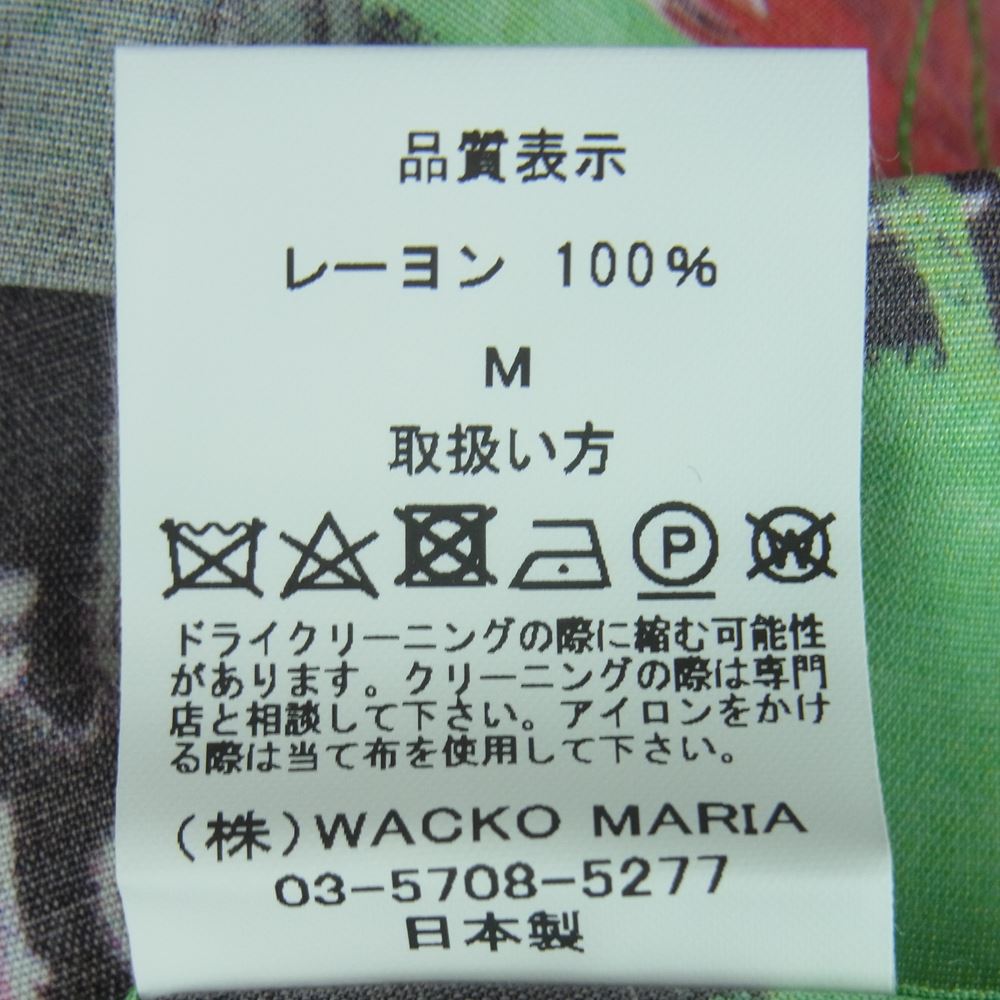 品質表示
レーヨン 100%
M
取扱い方
P W
ドライクリーニングの際に縮む可能性
があります。クリーニングの際は専門
店と相談して下さい。アイロンをかけ
る際は当て布を使用して下さい。
(株)WACKO MARIA
03-5708-5277
日本製